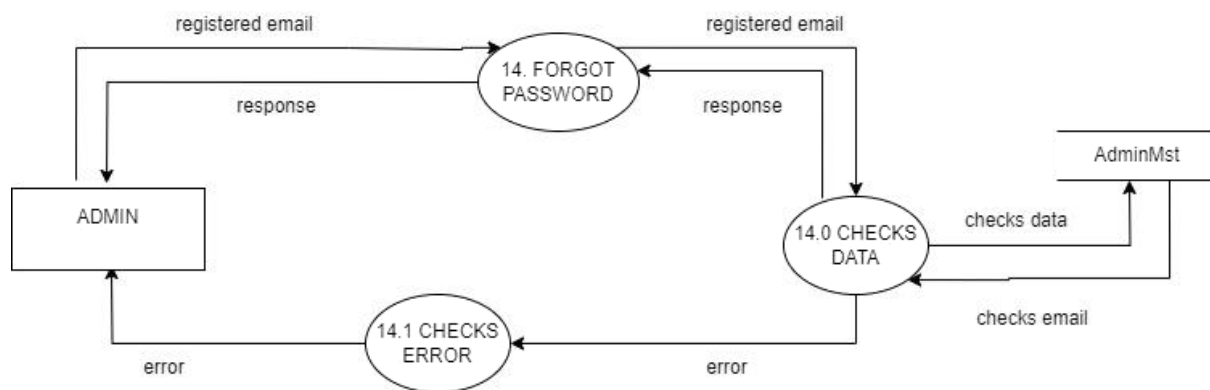 registered email
registered email
14. FORGOT
PASSWORD
response
response
AdminMst
ADMIN
checks data
14.0 CHECKS
DATA
checks email
14.1 CHECKS
ERROR
error
error